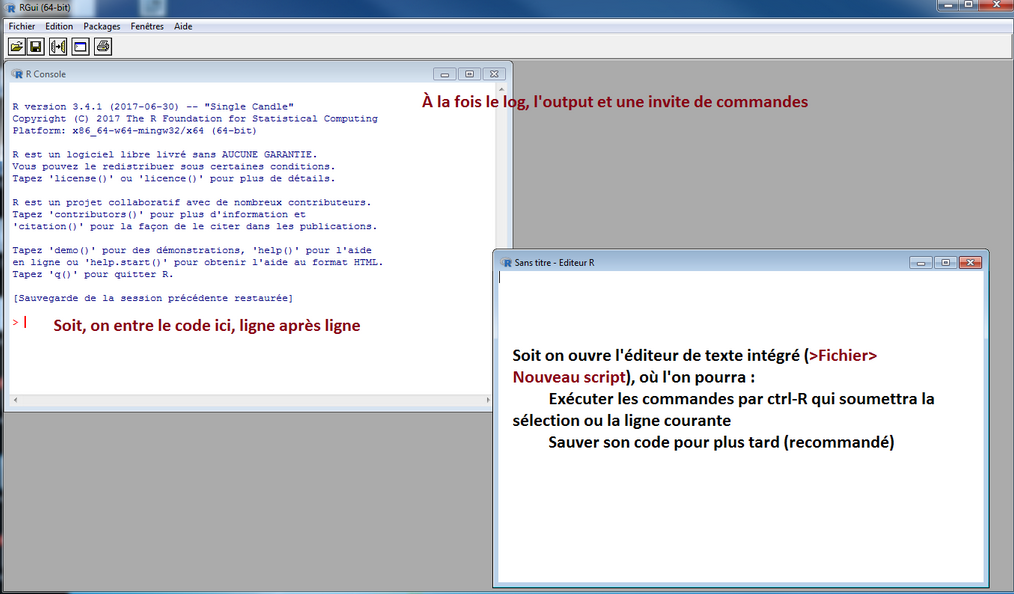 RGui (64-bit)
Fichier Edition Packages Fenêtres Aide
R Console
À la fois le log, l'output et une invite de commandes
R version 3.4.1 (2017-06-30) -- "Single Candle"
Copyright (C) 2017 The R Foundation for Statistical Computing
Platform: x86_64-w64-mingw32/x64 (64-bit)
R est un logiciel libre livré sans AUCUNE GARANTIE.
Vous pouvez le redistribuer sous certaines conditions.
Tapez 'license()' ou 'licence()' pour plus de détails.
R est un projet collaboratif avec de nombreux contributeurs.
Tapez 'contributors()' pour plus d'information et
'citation()' pour la façon de le citer dans les publications.
Tapez 'demo()' pour des démonstrations, 'help()' pour l'aide
en ligne ou 'help.start()' pour obtenir l'aide au format HTML.
Tapez 'q()' pour quitter R.
[Sauvegarde de la session précédente restaurée]
>
Soit, on entre le code ici, ligne après ligne
Sans titre - Editeur R
Soit on ouvre l'éditeur de texte intégré (>Fichier>
Nouveau script), où l'on pourra :
Exécuter les commandes par ctrl-R qui soumettra la
sélection ou la ligne courante
Sauver son code pour plus tard (recommandé)